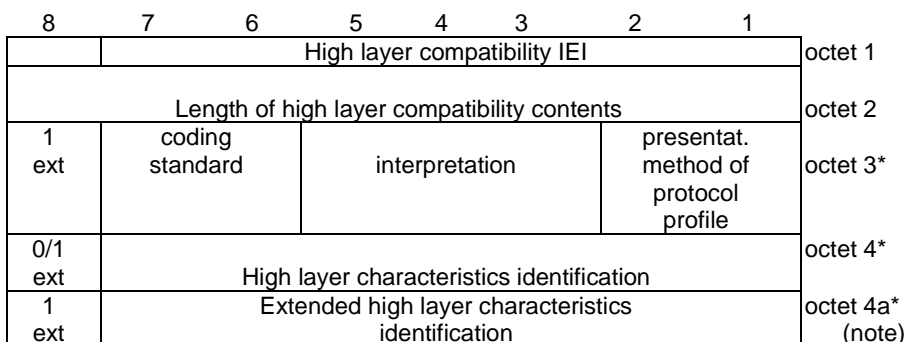 8 7 6 5 4 3 2 1
High layer compatibility IEI octet 1
Length of high layer compatibility contents octet 2
1 coding presentat.
ext standard interpretation method of octet 3*
protocol
profile
0/1 octet 4*
ext High layer characteristics identification
1 Extended high layer characteristics octet 4a*
ext identification (note)